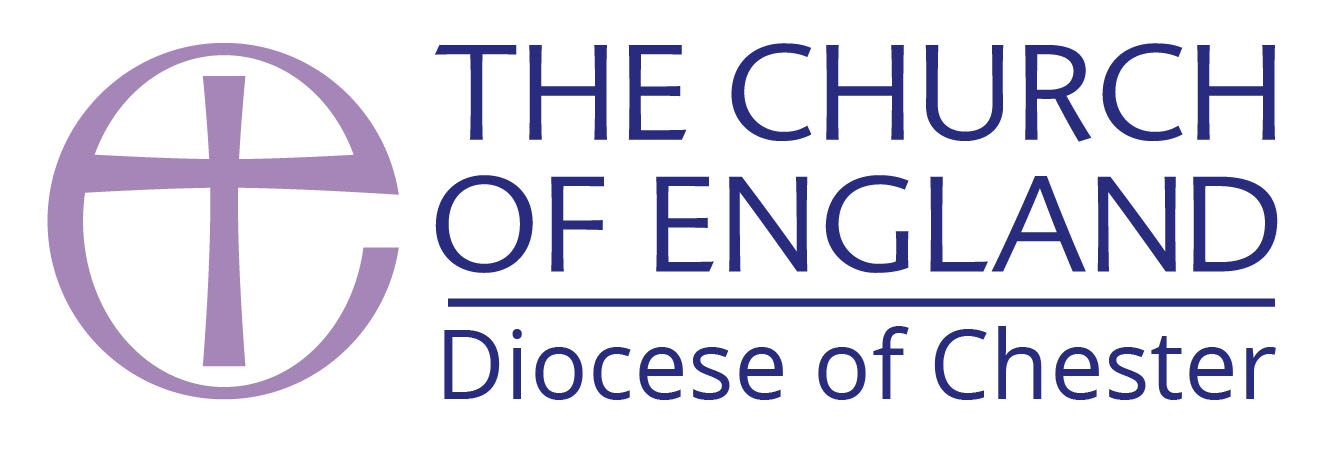 THE CHURCH
OF ENGLAND
Diocese of Chester